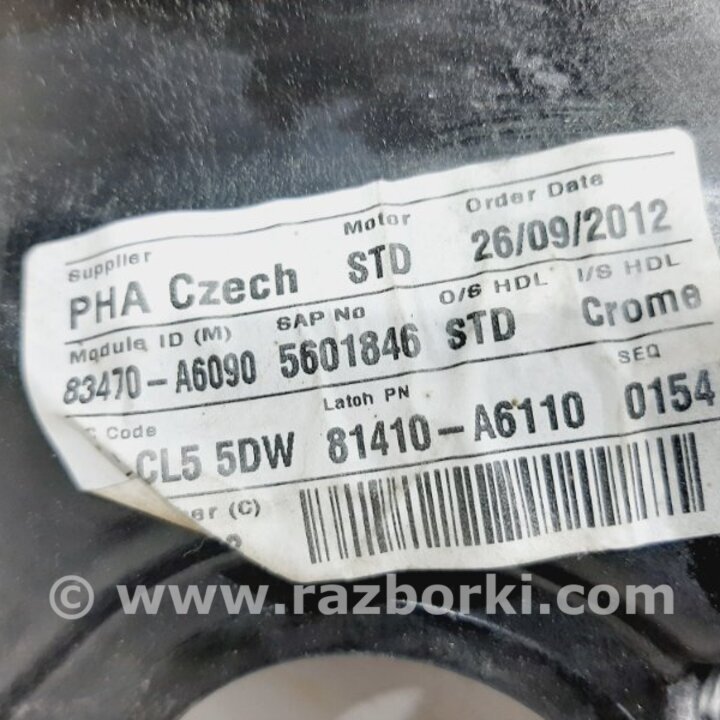 Supplier Motor Order Date
PHA Czech STD 26/09/2012
Module ID (M) SAP No O/S HDL I/S HDL
83470-A6090 5601846 STD Crome
Code Latch PN SEQ
CL5 5DW 81410-A6110 0154
(C)
© www.razborki.com